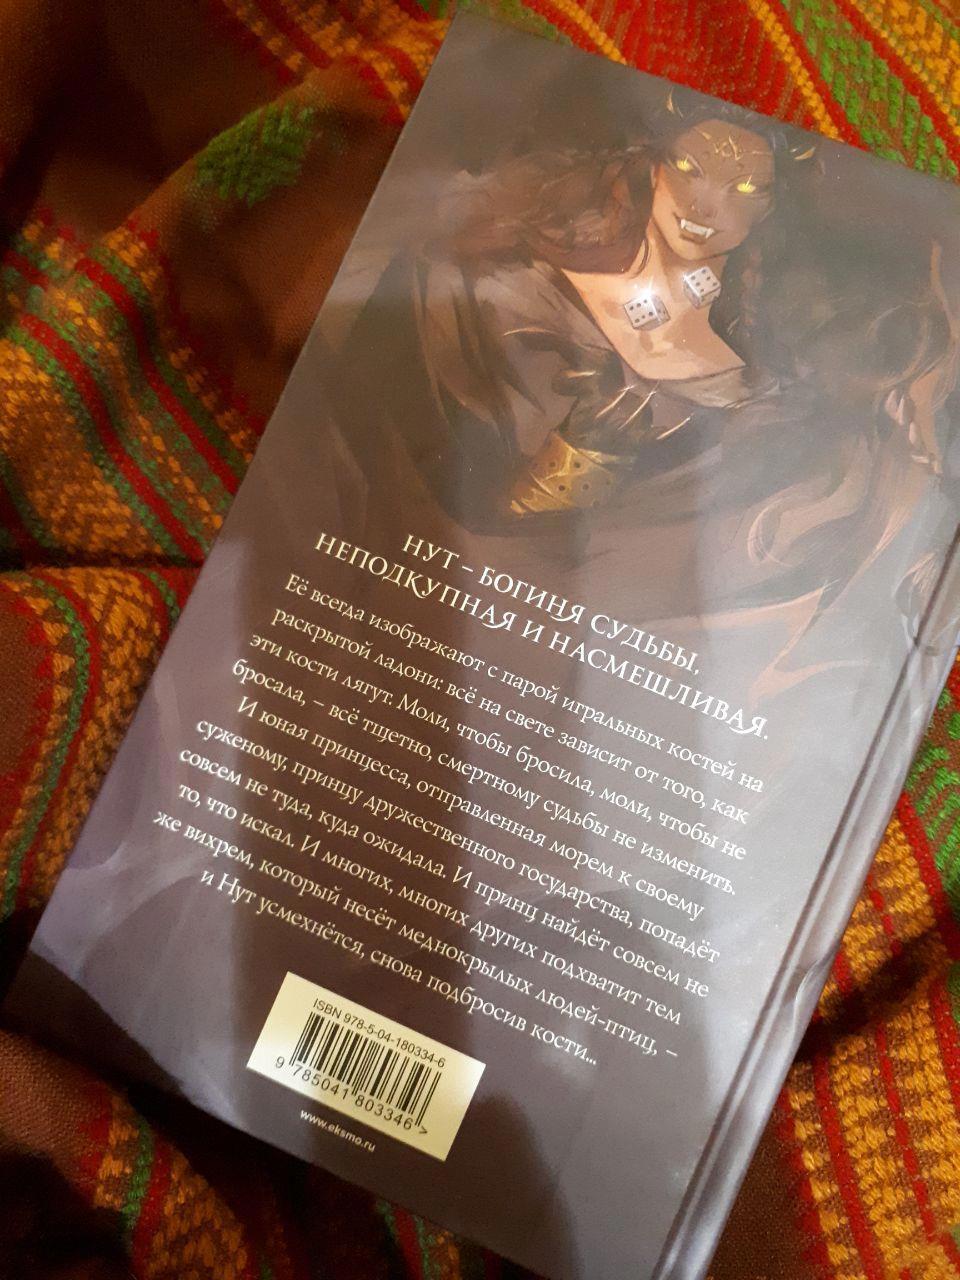 НУТ – БОГИНЯ СУДЬБЫ,
НЕПОДКУПНАЯ И НАСМЕШЛИВАЯ.
Её всегда изображают с парой игральных костей на
раскрытой ладони: всё на свете зависит от того, как
эти кости лягут. Моли, чтобы бросила, моли, чтобы не
бросала, – всё тщетно, смертному судьбы не изменить.
И юная принцесса, отправленная морем к своему
суженому, принцу дружественного государства, попадёт
совсем не туда, куда ожидала. И принц найдёт совсем не
то, что искал. И многих, многих других подхватит тем
же вихрем, который несёт меднокрылых людей-птиц, –
и Нут усмехнётся, снова подбросив кости...
ISBN 978-5-04-180334-6
9 785041 803346 >
www.eksmo.ru